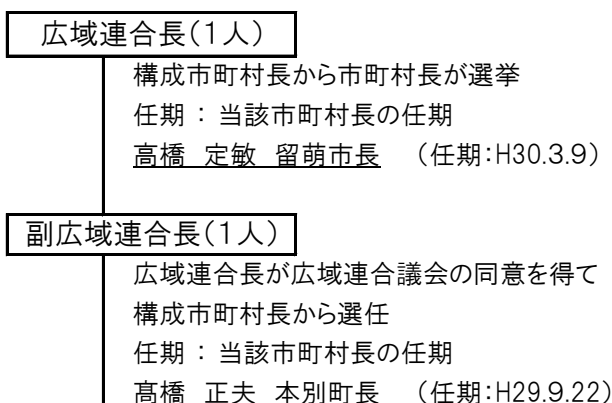 広域連合長(1人)
構成市町村長から市町村長が選挙
任期 : 当該市町村長の任期
高橋 定敏 留萌市長 (任期:H30.3.9)
副広域連合長(1人)
広域連合長が広域連合議会の同意を得て
構成市町村長から選任
任期 : 当該市町村長の任期
髙橋 正夫 本別町長 (任期:H29.9.22)